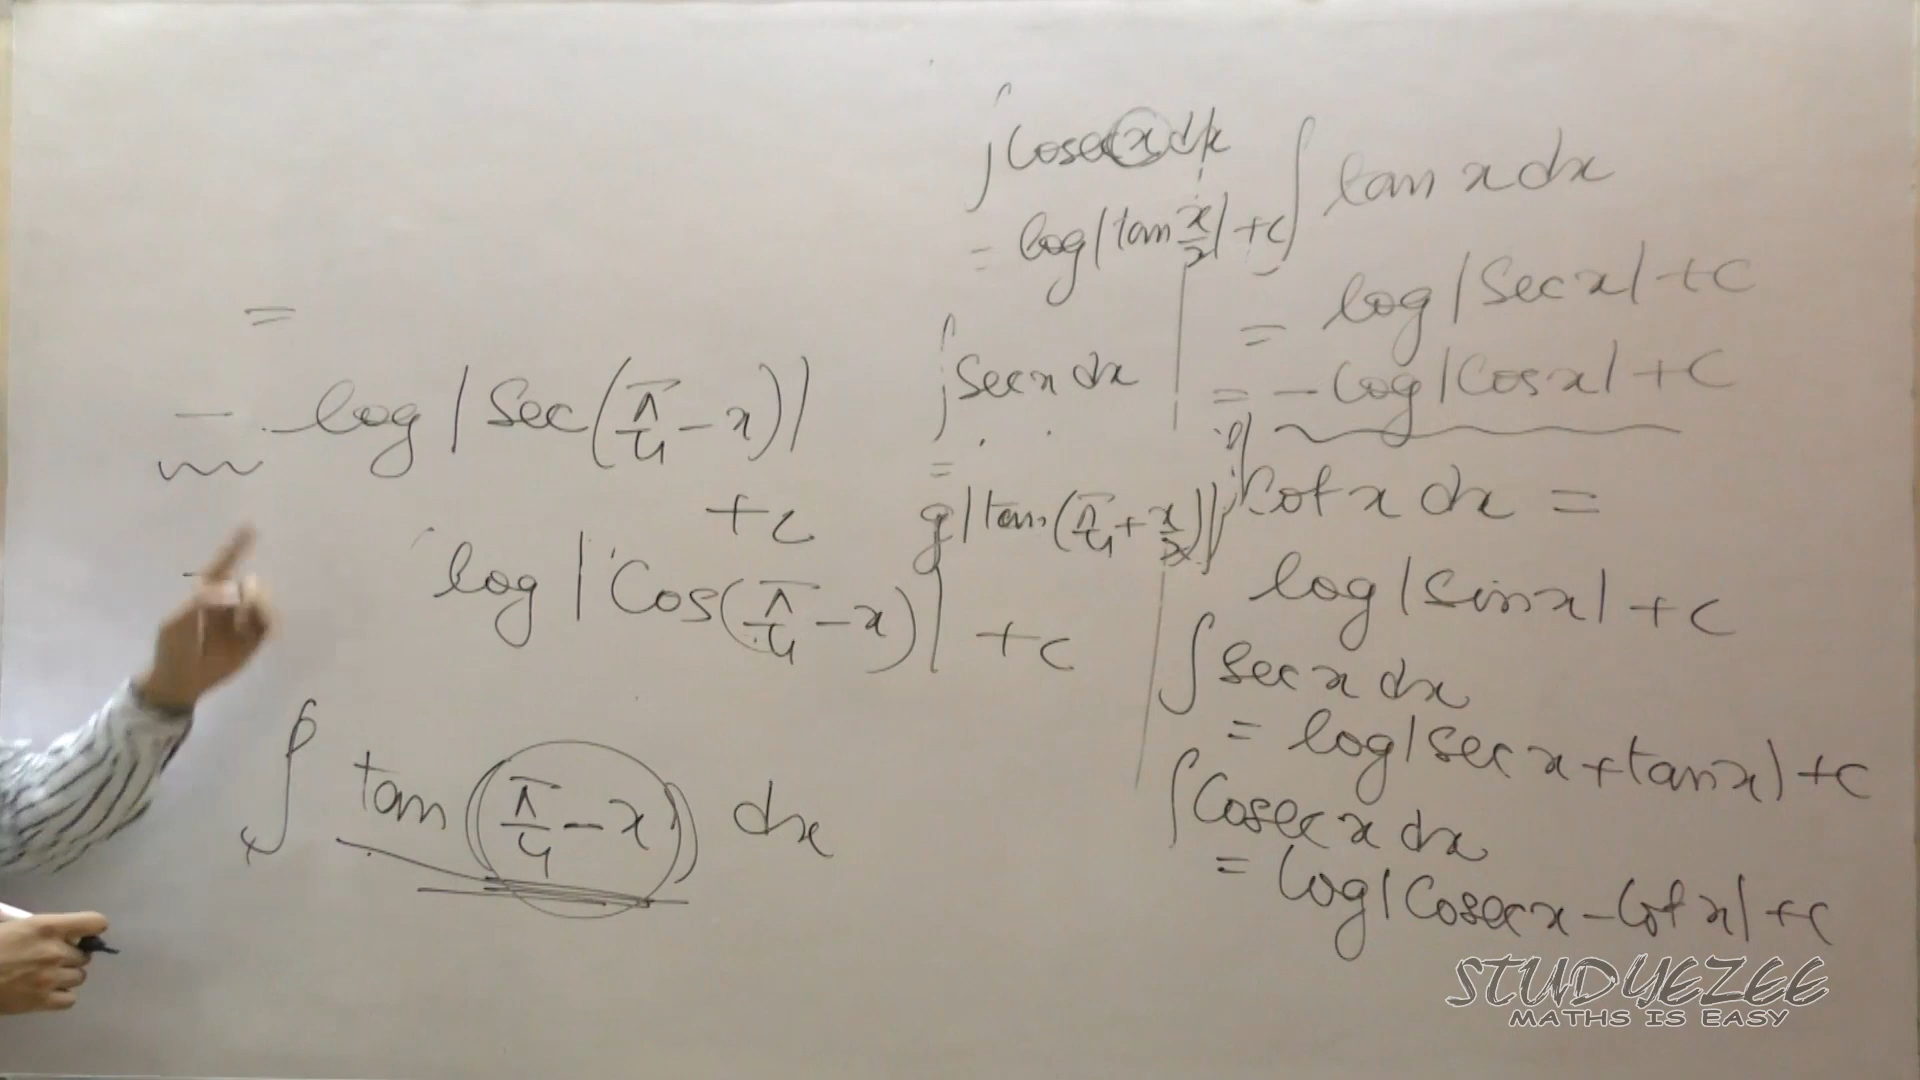 =
- log |Sec(π/4 - x)|
+ c
log |Cos(π/4 - x)| + c
∫ tan(π/4 - x) dx
∫ Cosec x dx
= log |tan x/2| + c
∫ Sec x dx
=
g |tan(π/4 + x/2)|
∫ tan x dx
= log |Sec x| + c
= - log |Cos x| + c
∫ Cot x dx =
log |Sin x| + c
∫ Sec x dx
= log |Sec x + tan x| + c
∫ Cosec x dx
= log |Cosec x - Cot x| + c
STUDYEZEE
MATHS IS EASY